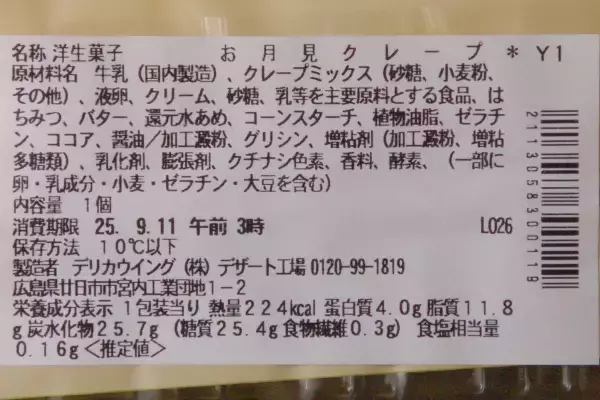 名称 洋生菓子　　お月見クレープ＊Ｙ１
原材料名　牛乳（国内製造）、クレープミックス（砂糖、小麦粉、
その他）、液卵、クリーム、砂糖、乳等を主要原料とする食品、は
ちみつ、バター、還元水あめ、コーンスターチ、植物油脂、ゼラチ
ン、ココア、醤油／加工澱粉、グリシン、増粘剤（加工澱粉、増粘
多糖類）、乳化剤、膨張剤、クチナシ色素、香料、酵素、（一部に
卵・乳成分・小麦・ゼラチン・大豆を含む）
内容量　１個
消費期限　25. 9.11 午前 3時　　L026
保存方法　１０℃以下
製造者　デリカウイング（株）デザート工場 0120-99-1819
広島県廿日市市宮内工業団地１－２
栄養成分表示 １包装当り 熱量２２４kcal 蛋白質４.０g 脂質１１.８
g 炭水化物２５.７g （糖質２５.４g 食物繊維０.３g） 食塩相当量
０.１６g＜推定値＞
2113058300119